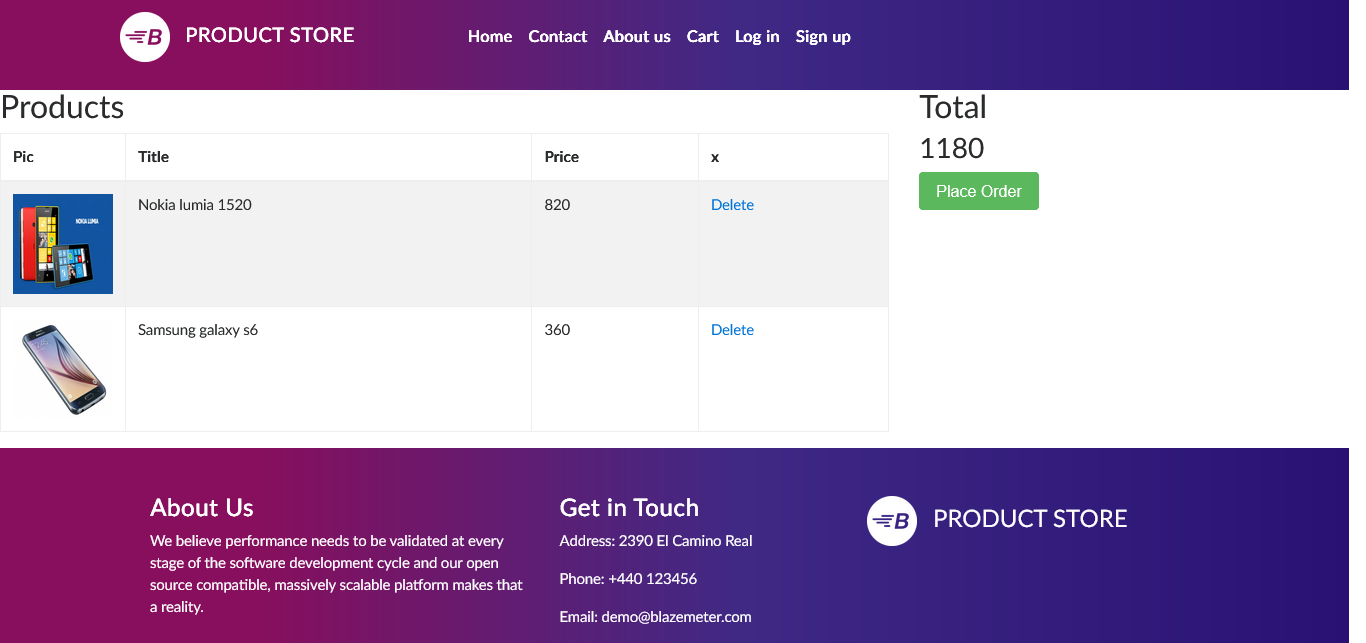 B PRODUCT STORE
Home Contact About us Cart Log in Sign up
Products
Pic Title Price x
NOKIA LUMIA
Nokia lumia 1520 820 Delete
Samsung galaxy s6 360 Delete
Total
1180
Place Order
About Us
We believe performance needs to be validated at every
stage of the software development cycle and our open
source compatible, massively scalable platform makes that
a reality.
Get in Touch
Address: 2390 El Camino Real
Phone: +440 123456
Email: demo@blazemeter.com
B PRODUCT STORE